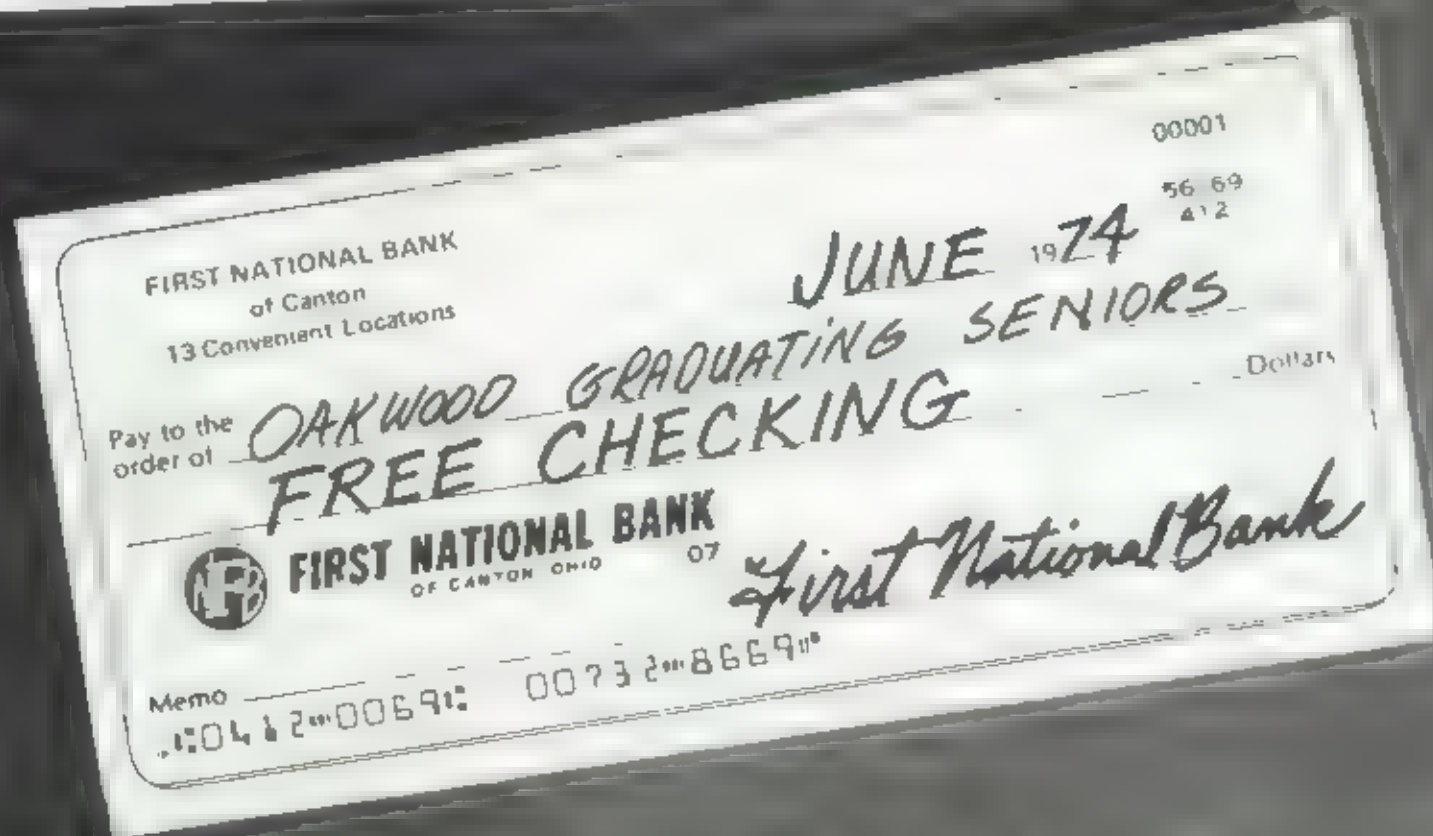 00001
56 69
412
FIRST NATIONAL BANK
of Canton
13 Convenient Locations
JUNE 1974
Pay to the
order of OAKWOOD GRADUATING SENIORS
FREE CHECKING Dollars
FIRST NATIONAL BANK
OF CANTON OHIO 07
First National Bank
Memo
⑆0412⑉0069⑆ 00732⑉8669⑈